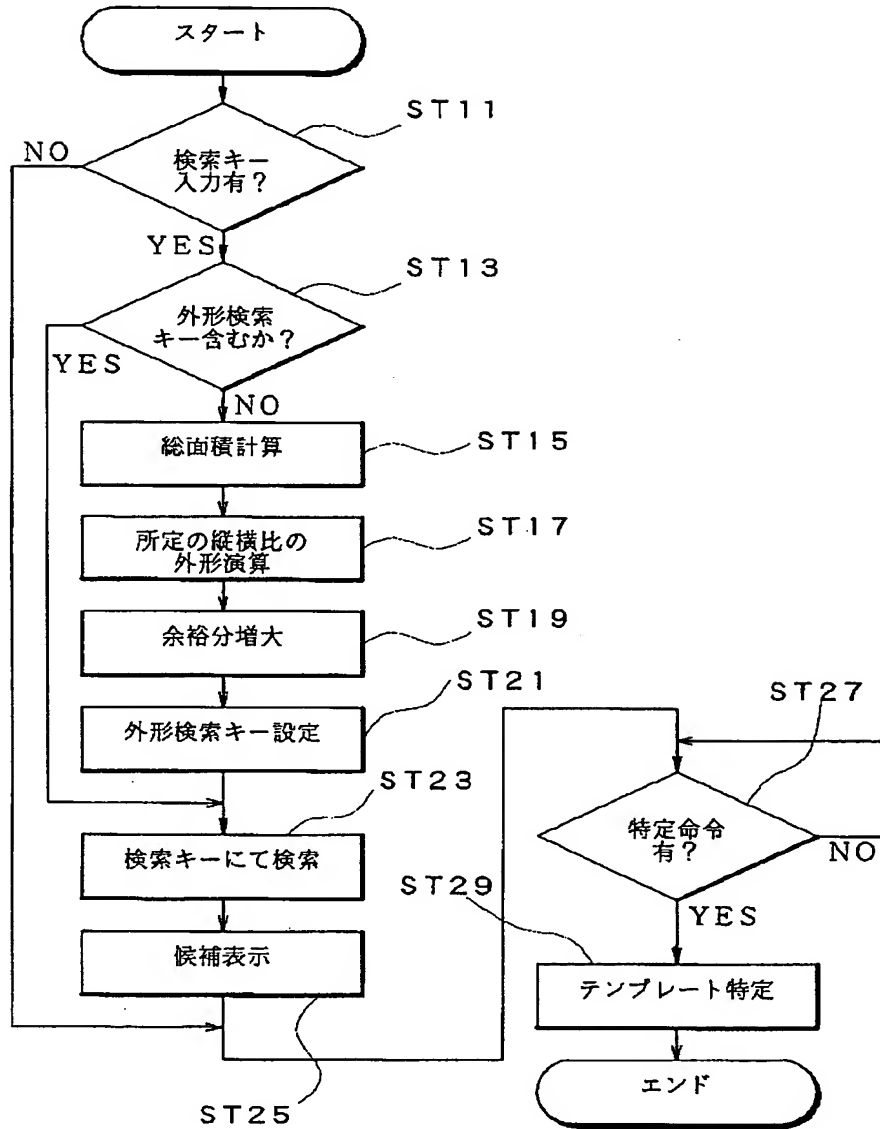 スタート
ST11
NO
検索キー
入力有？
YES
ST13
外形検索
キー含むか？
YES
NO
総面積計算
ST15
所定の縦横比の
外形演算
ST17
余裕分増大
ST19
ST21
外形検索キー設定
ST23
検索キーにて検索
候補表示
ST25
ST27
特定命令
有？
NO
ST29
YES
テンプレート特定
エンド